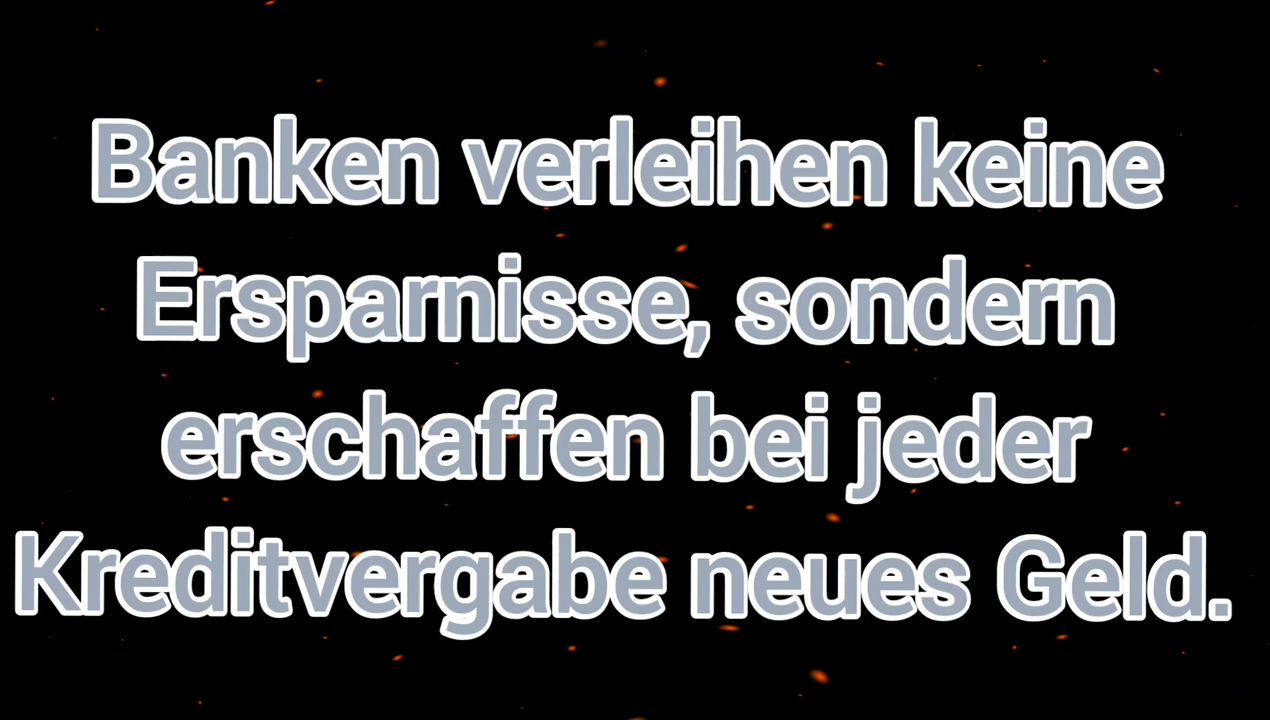 Banken verleihen keine
Ersparnisse, sondern
erschaffen bei jeder
Kreditvergabe neues Geld.